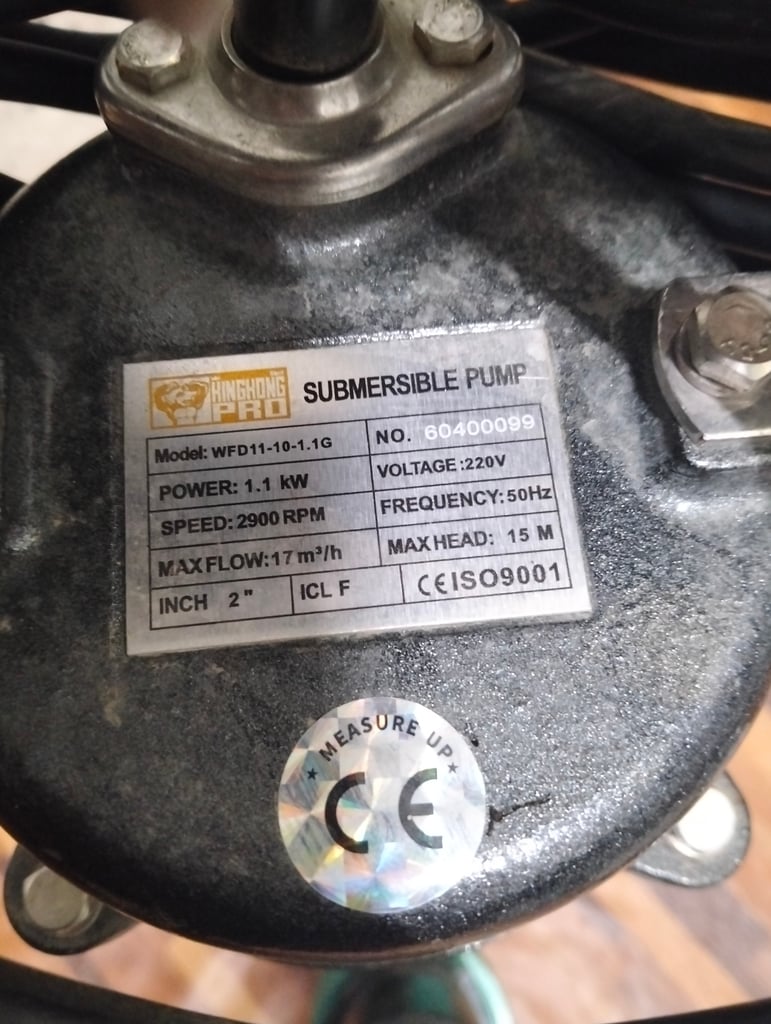 KINGKONG PRO SUBMERSIBLE PUMP
Model: WFD11-10-1.1G NO. 60400099
POWER: 1.1 kW VOLTAGE:220V
SPEED: 2900 RPM FREQUENCY: 50Hz
MAX FLOW: 17 m³/h MAX HEAD: 15 M
INCH 2" ICL F CE ISO9001
★ MEASURE UP ★
CE